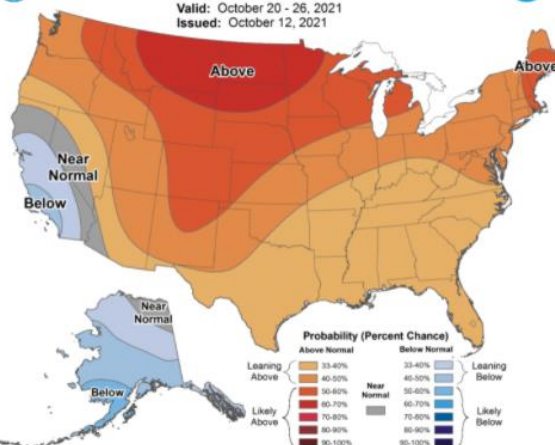 Valid: October 20 - 26, 2021
Issued: October 12, 2021
Above
Above
Near
Normal
Below
Near
Normal
Below
Probability (Percent Chance)
Above Normal
Below Normal
Leaning
Above
33-40%
40-50%
Likely
Above
50-60%
60-70%
70-80%
80-90%
90-100%
Near
Normal
33-40%
40-50%
Leaning
Below
50-60%
60-70%
70-80%
80-90%
90-100%
Likely
Below